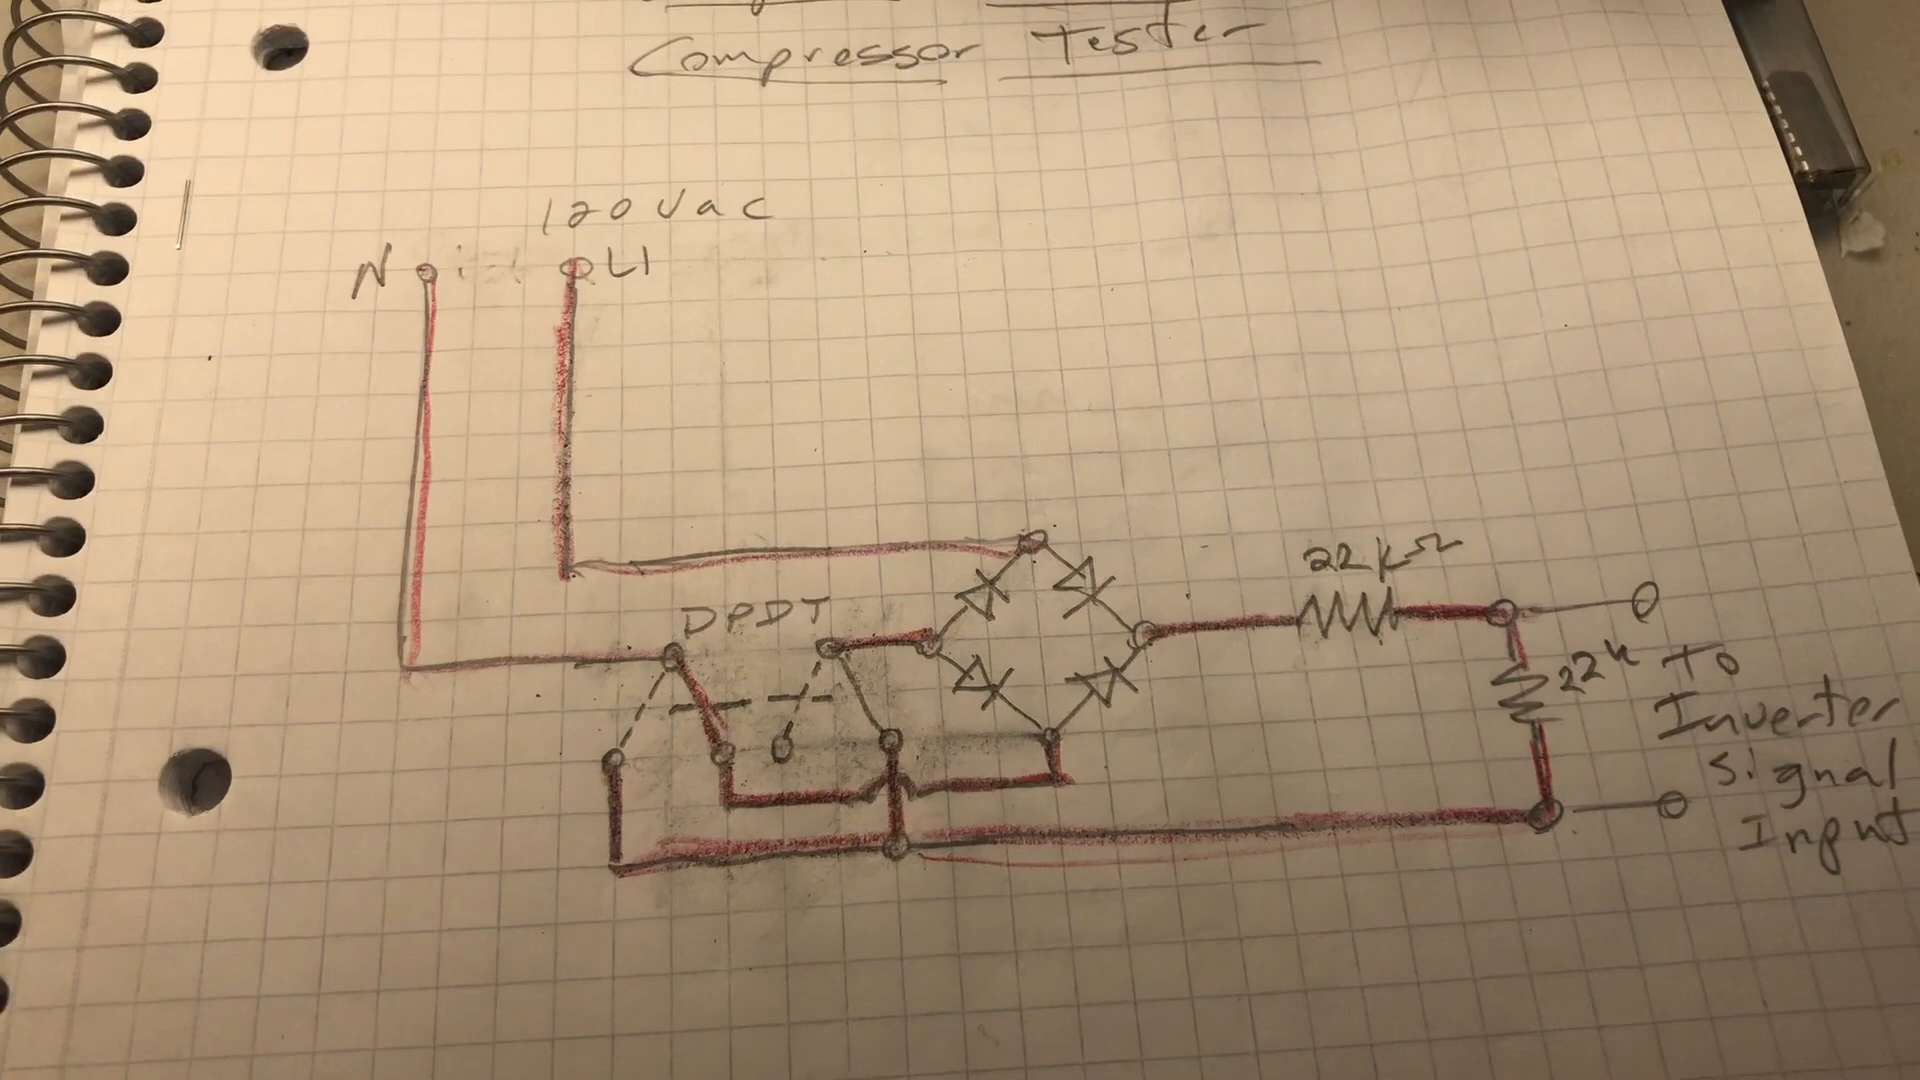 Compressor Tester
120 Vac
N L1
22kΩ
DPDT
22k To
Inverter
Signal
Input